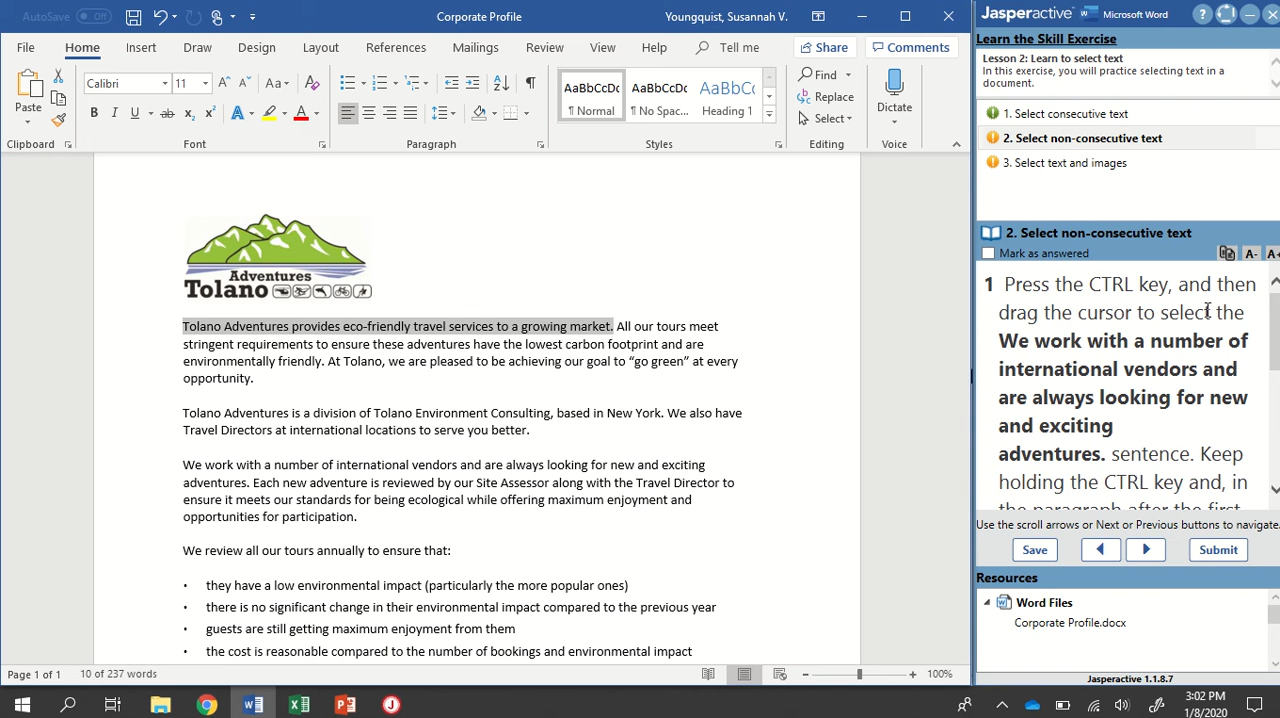 AutoSave Off
Corporate Profile
Youngquist, Susannah V.
File Home Insert Draw Design Layout References Mailings Review View Help Tell me Share Comments
Paste
Clipboard
Calibri 11 Aa
B I U ab x₂ x² A A
Font
Paragraph
AaBbCcDc AaBbCcDc AaBbCc
¶ Normal ¶ No Spac... Heading 1
Styles
Find
Replace
Select
Editing
Dictate
Voice
Adventures
Tolano
Tolano Adventures provides eco-friendly travel services to a growing market. All our tours meet
stringent requirements to ensure these adventures have the lowest carbon footprint and are
environmentally friendly. At Tolano, we are pleased to be achieving our goal to “go green” at every
opportunity.
Tolano Adventures is a division of Tolano Environment Consulting, based in New York. We also have
Travel Directors at international locations to serve you better.
We work with a number of international vendors and are always looking for new and exciting
adventures. Each new adventure is reviewed by our Site Assessor along with the Travel Director to
ensure it meets our standards for being ecological while offering maximum enjoyment and
opportunities for participation.
We review all our tours annually to ensure that:
• they have a low environmental impact (particularly the more popular ones)
• there is no significant change in their environmental impact compared to the previous year
• guests are still getting maximum enjoyment from them
• the cost is reasonable compared to the number of bookings and environmental impact
Page 1 of 1 10 of 237 words
100%
Jasperactive Microsoft Word
Learn the Skill Exercise
Lesson 2: Learn to select text
In this exercise, you will practice selecting text in a
document.
1. Select consecutive text
2. Select non-consecutive text
3. Select text and images
2. Select non-consecutive text
Mark as answered
A- A+
1 Press the CTRL key, and then
drag the cursor to select the
We work with a number of
international vendors and
are always looking for new
and exciting
adventures. sentence. Keep
holding the CTRL key and, in
the paragraph after the first
Use the scroll arrows or Next or Previous buttons to navigate.
Save Submit
Resources
Word Files
Corporate Profile.docx
Jasperactive 1.1.8.7
3:02 PM
1/8/2020